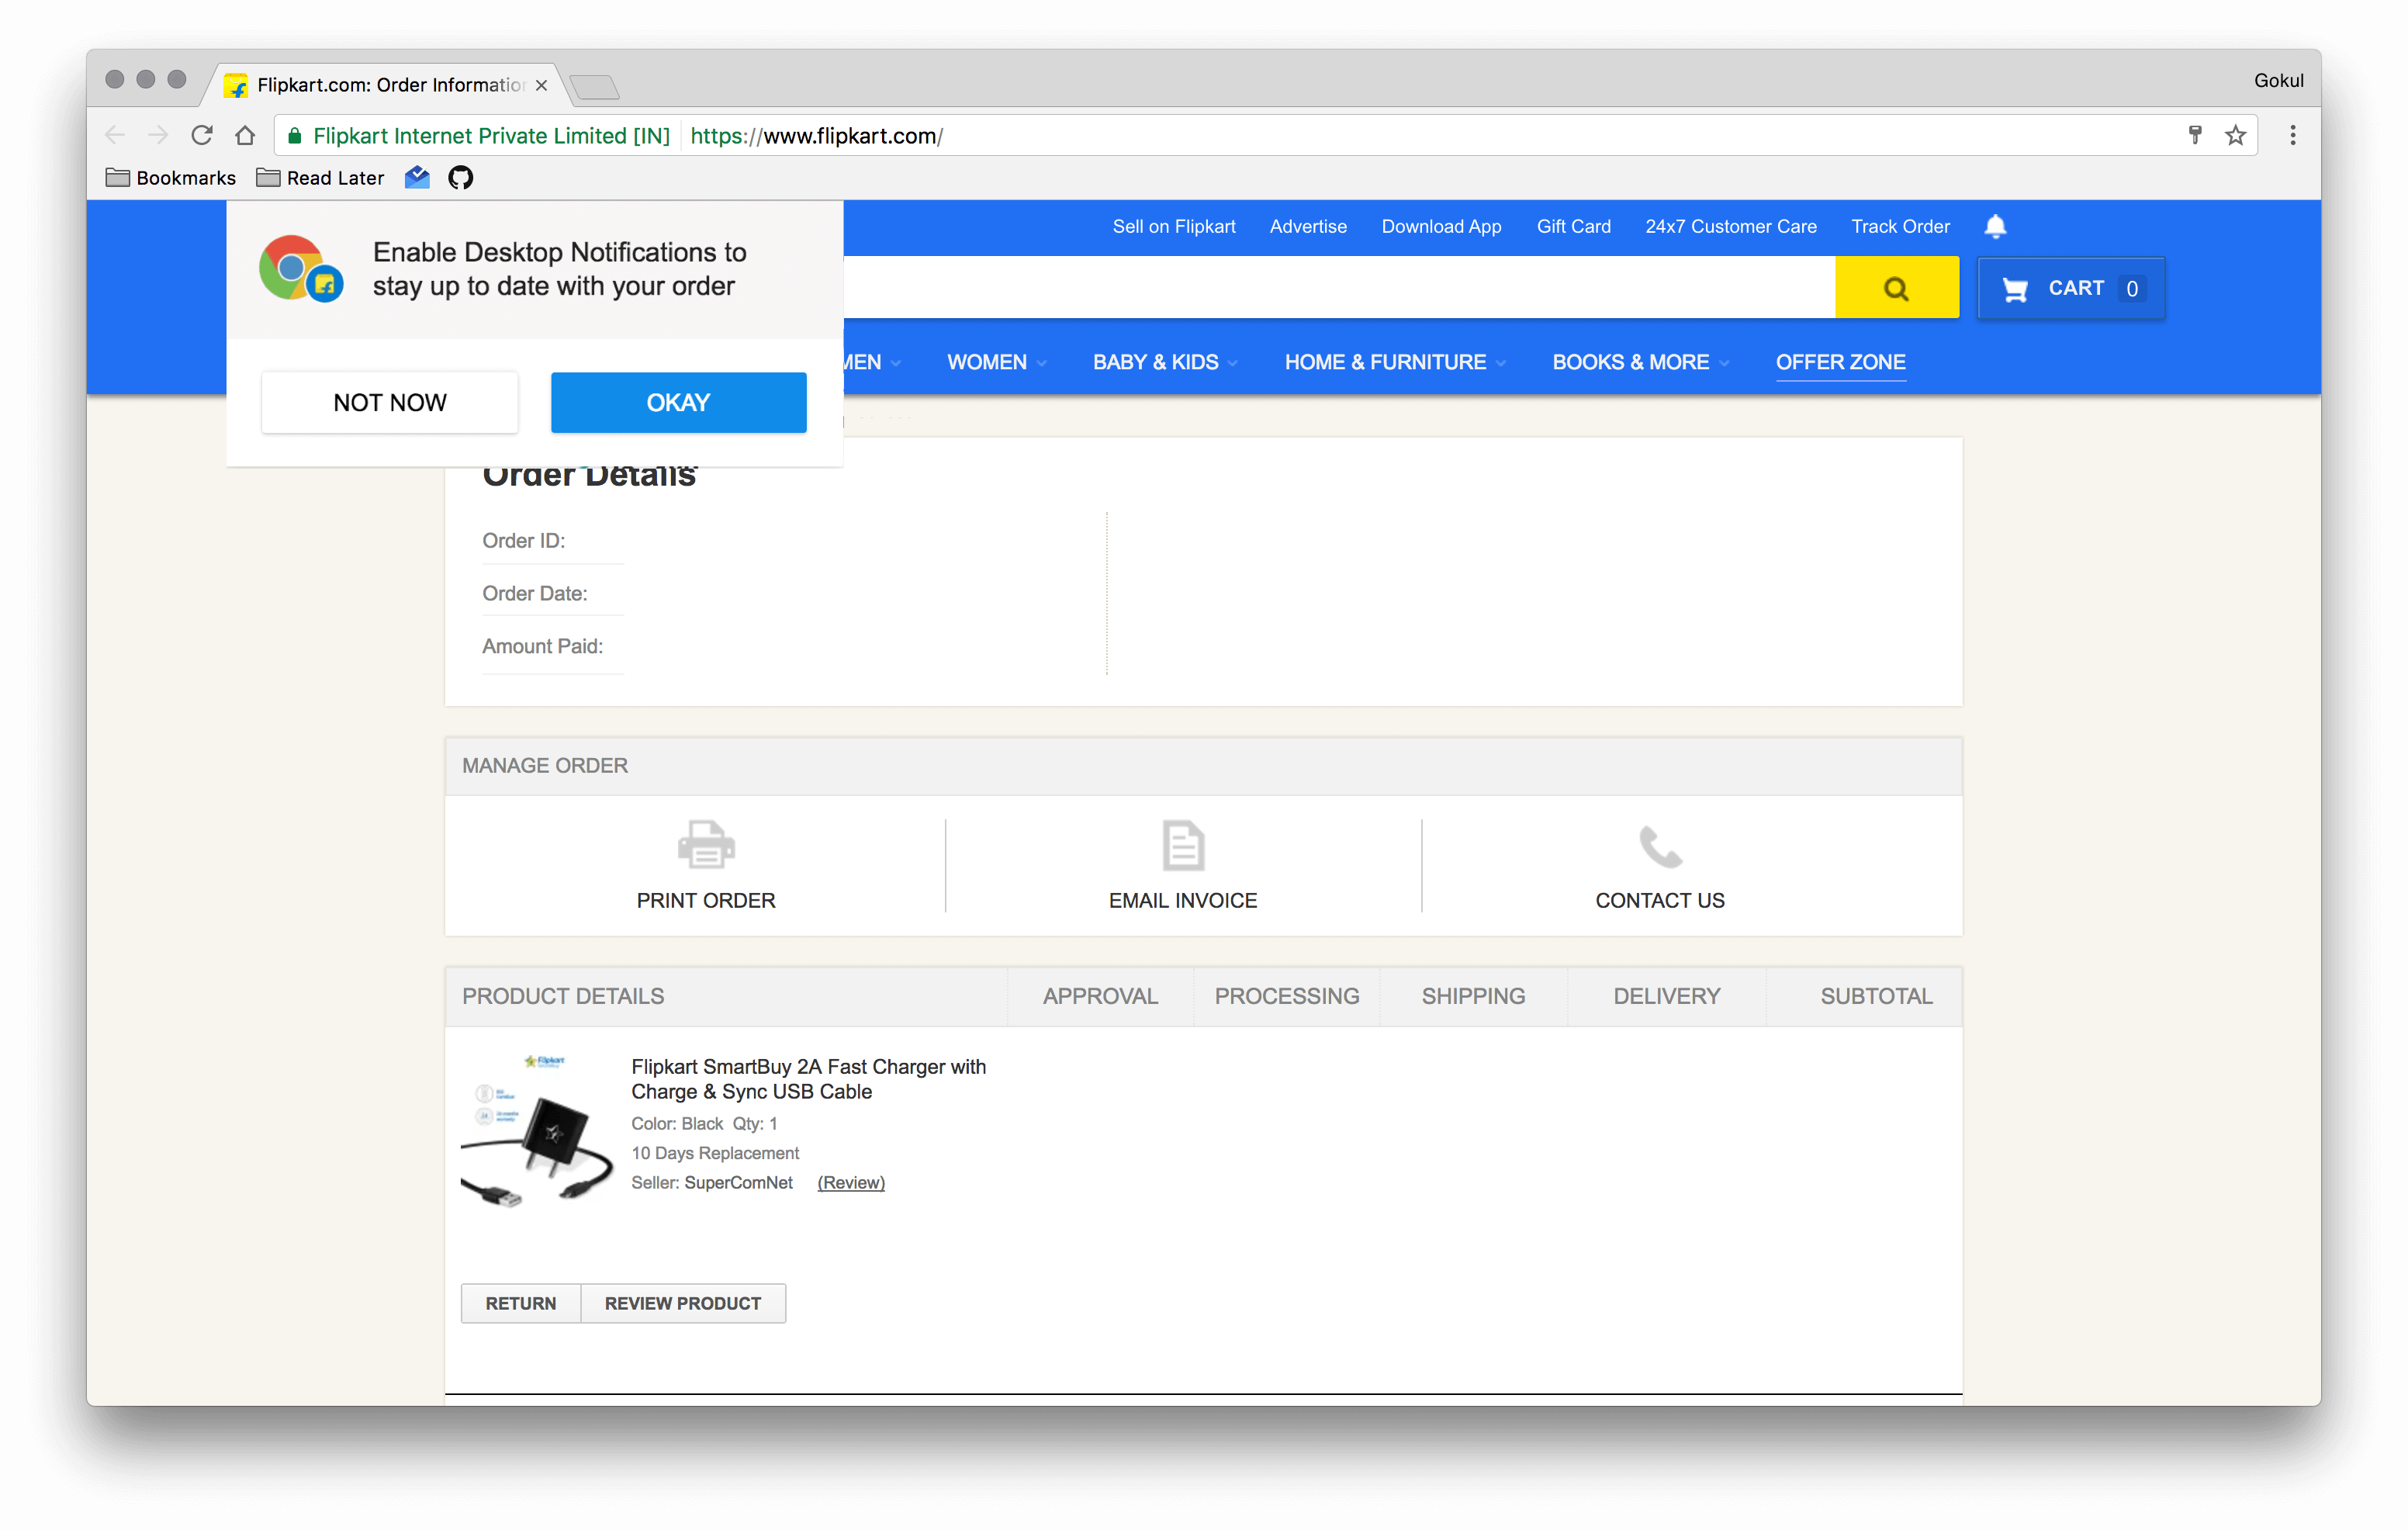 Flipkart.com: Order Information
Gokul
Flipkart Internet Private Limited [IN]
https://www.flipkart.com/
Bookmarks
Read Later
Enable Desktop Notifications to
stay up to date with your order
NOT NOW
OKAY
Sell on Flipkart
Advertise
Download App
Gift Card
24x7 Customer Care
Track Order
CART 0
MEN
WOMEN
BABY & KIDS
HOME & FURNITURE
BOOKS & MORE
OFFER ZONE
Order Details
Order ID:
Order Date:
Amount Paid:
MANAGE ORDER
PRINT ORDER
EMAIL INVOICE
CONTACT US
PRODUCT DETAILS
APPROVAL
PROCESSING
SHIPPING
DELIVERY
SUBTOTAL
Flipkart
Flipkart SmartBuy 2A Fast Charger with
Charge & Sync USB Cable
Color: Black Qty: 1
10 Days Replacement
Seller: SuperComNet (Review)
RETURN
REVIEW PRODUCT